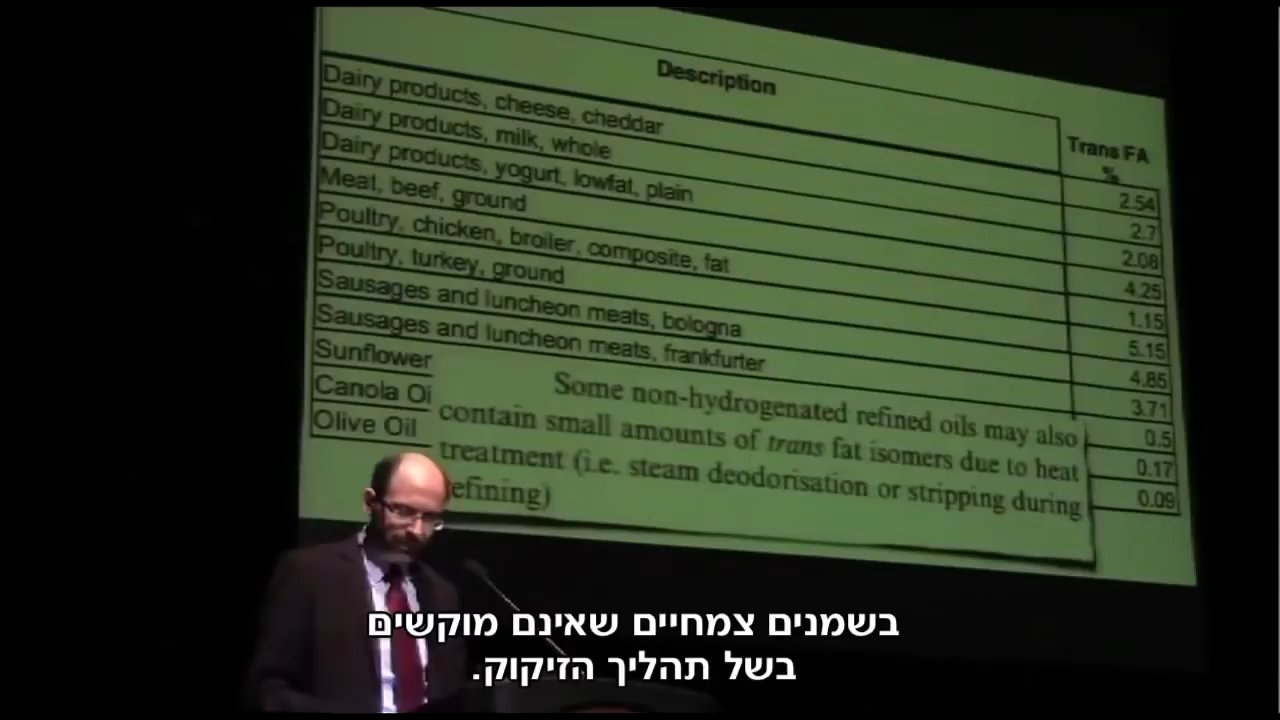 Description
Trans FA
%
Dairy products, cheese, cheddar 2.54
Dairy products, milk, whole 2.7
Dairy products, yogurt, lowfat, plain 2.08
Meat, beef, ground 4.25
Poultry, chicken, broiler, composite, fat 1.15
Poultry, turkey, ground 5.15
Sausages and luncheon meats, bologna 4.85
Sausages and luncheon meats, frankfurter 3.71
Sunflower 0.5
Canola Oi 0.17
Olive Oil 0.09
Some non-hydrogenated refined oils may also
contain small amounts of trans fat isomers due to heat
treatment (i.e. steam deodorisation or stripping during
efining)
בשמנים צמחיים שאינם מוקשים
בשל תהליך הזיקוק.